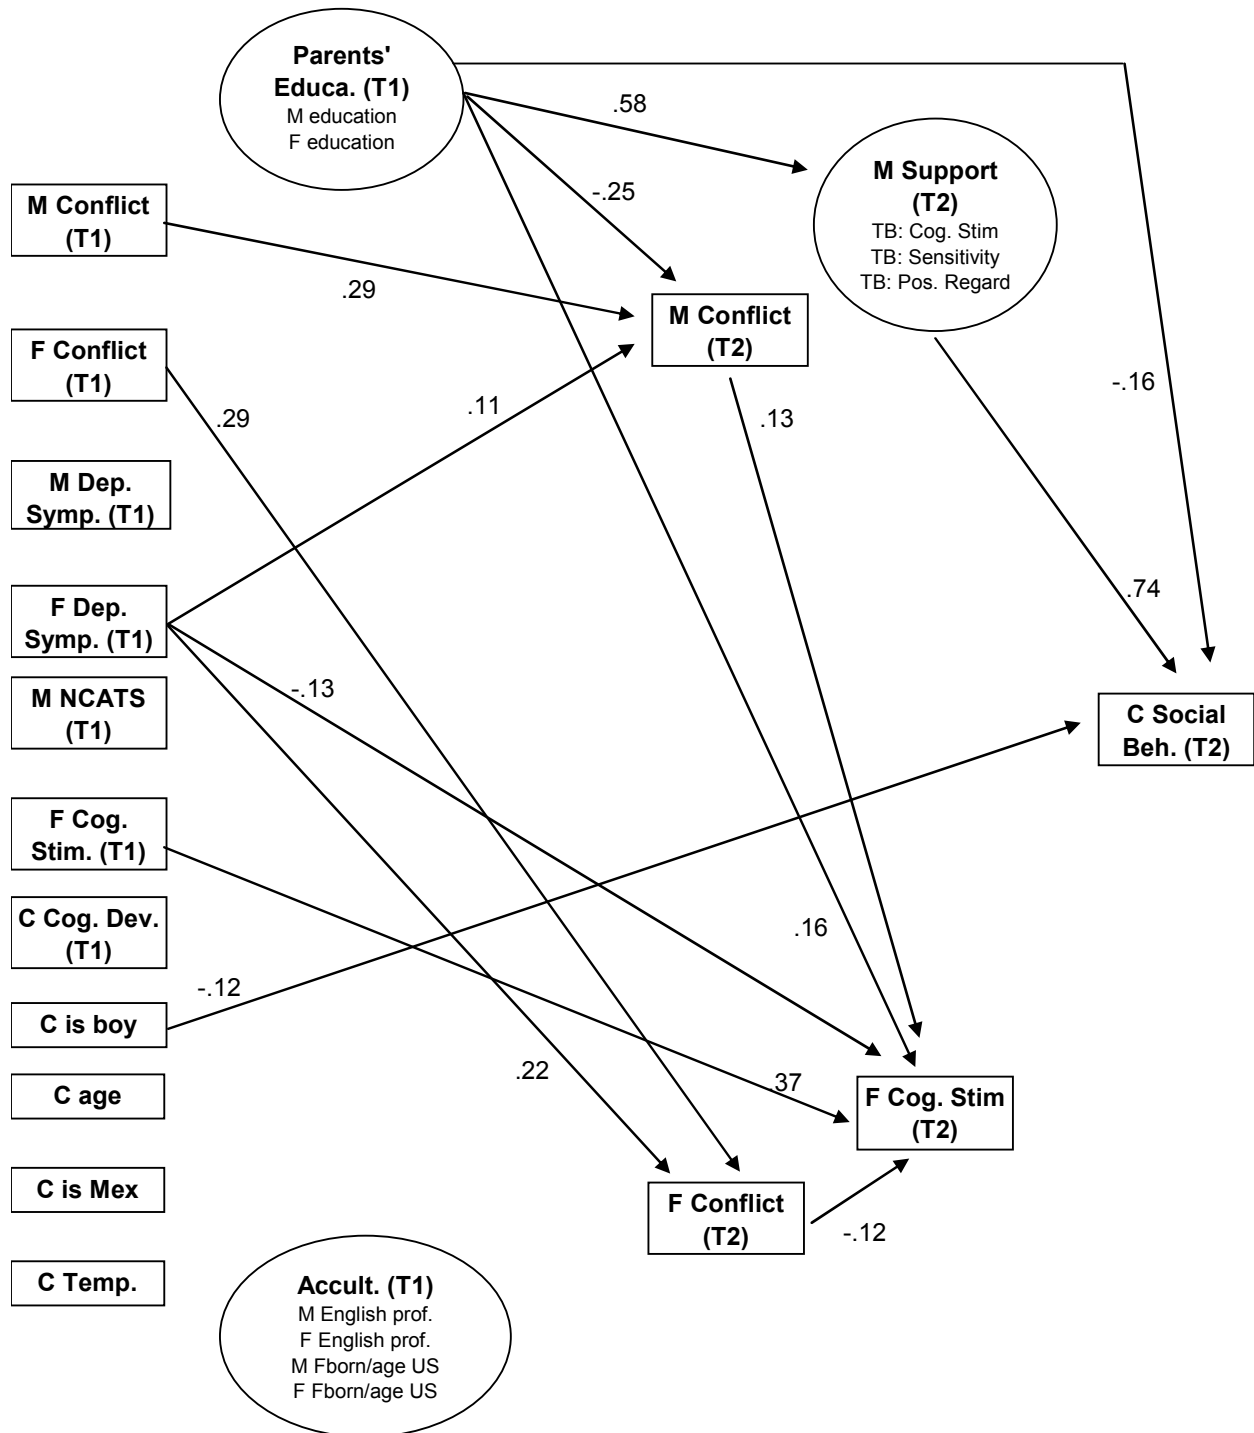 Parents'
Educa. (T1)
M education
F education
.58
M Support
(T2)
TB: Cog. Stim
TB: Sensitivity
TB: Pos. Regard
-.25
M Conflict
(T1)
.29
M Conflict
(T2)
F Conflict
(T1)
.29
.11
.13
-.16
M Dep.
Symp. (T1)
F Dep.
Symp. (T1)
.74
-.13
M NCATS
(T1)
C Social
Beh. (T2)
F Cog.
Stim. (T1)
C Cog. Dev.
(T1)
.16
-.12
C is boy
.22
.37
C age
F Cog. Stim
(T2)
C is Mex
F Conflict
(T2)
-.12
C Temp.
Accult. (T1)
M English prof.
F English prof.
M Fborn/age US
F Fborn/age US